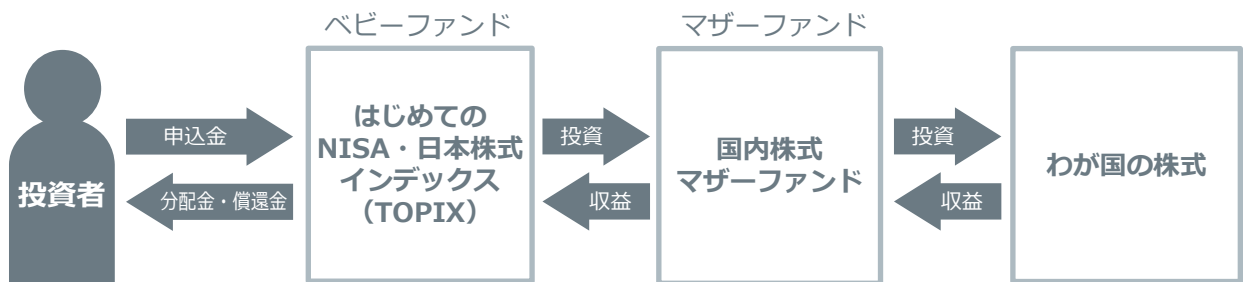 ベビーファンド
マザーファンド
投資者
申込金
分配金・償還金
はじめての
NISA・日本株式
インデックス
(TOPIX)
投資
収益
国内株式
マザーファンド
投資
収益
わが国の株式